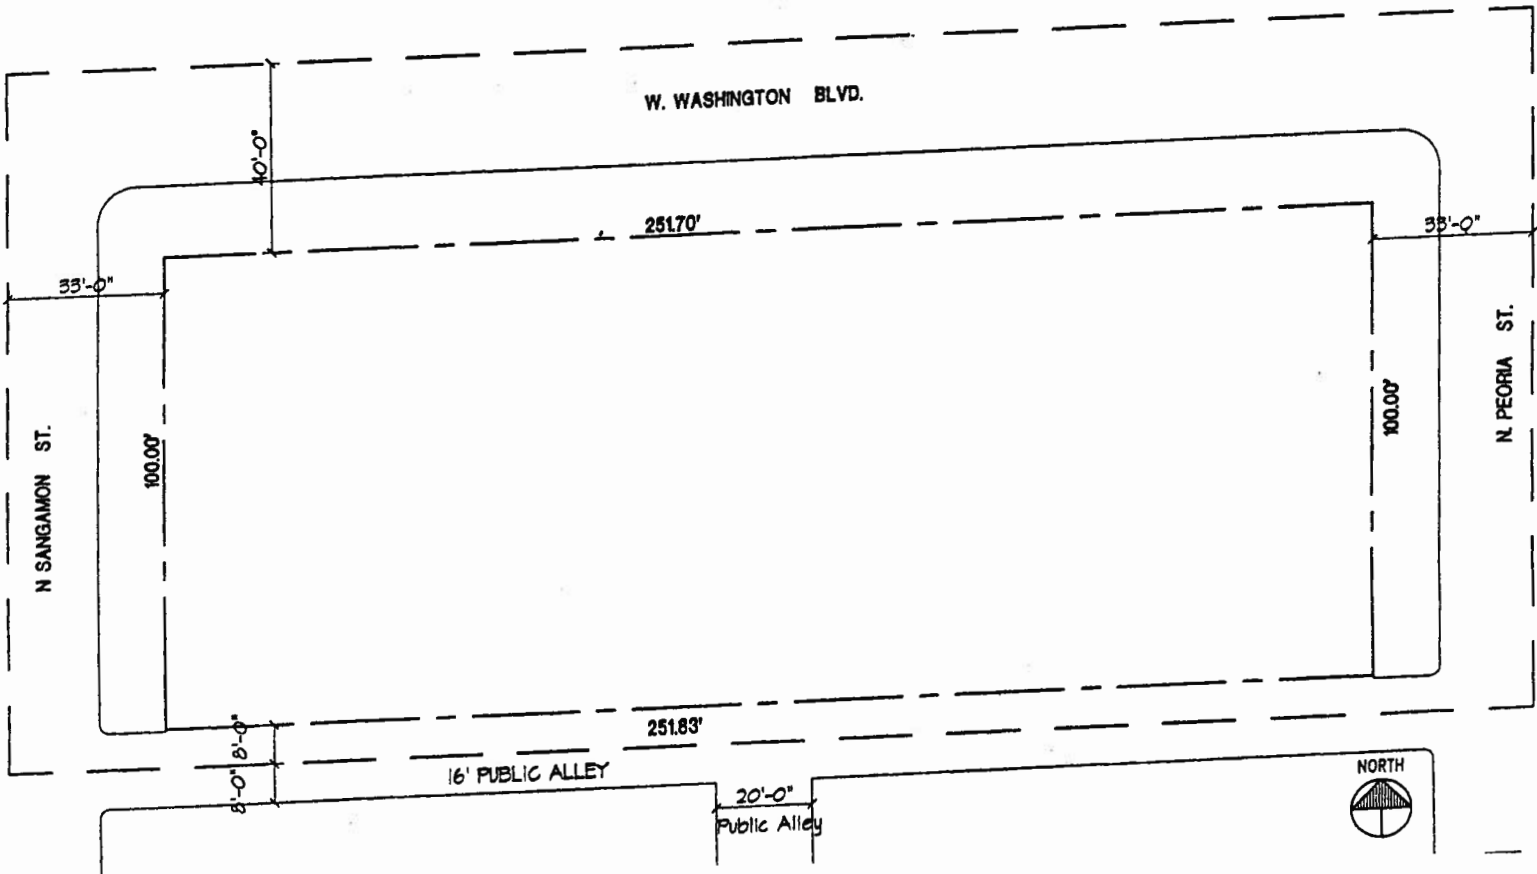 W. WASHINGTON BLVD.
40'-0"
251.70'
33'-0"
33'-0"
N. PEORIA ST.
100.00'
100.00'
N SANGAMON ST.
251.83'
8'-0"
8'-0"
16' PUBLIC ALLEY
20'-0"
Public Alley
NORTH